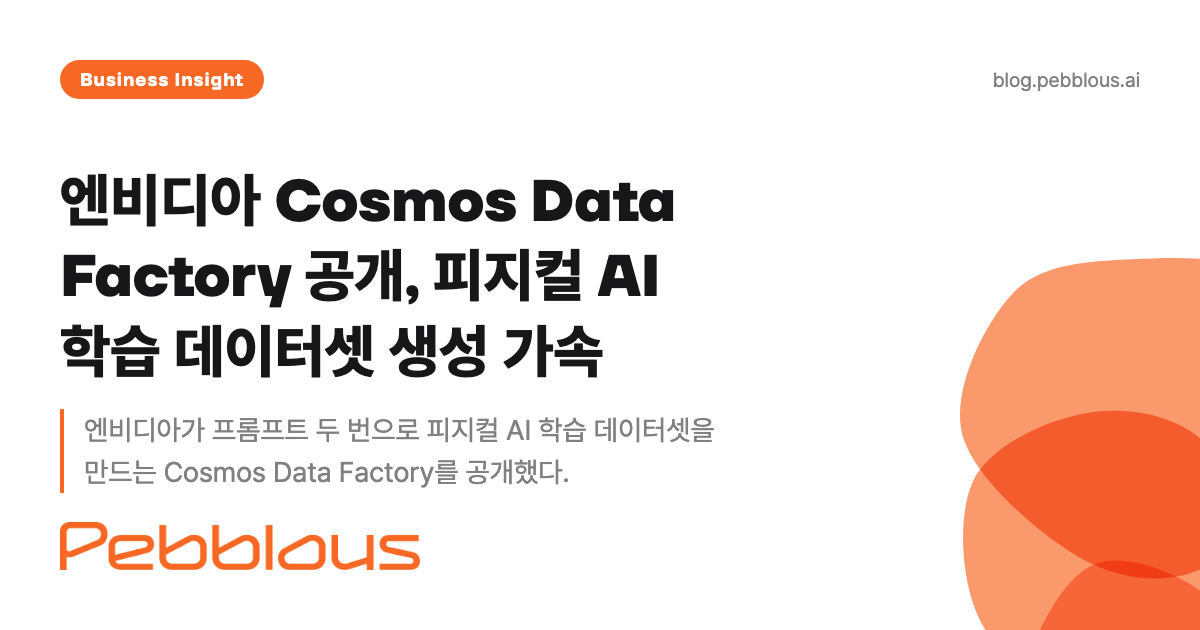 Business Insight
blog.pebblous.ai
엔비디아 Cosmos Data
Factory 공개, 피지컬 AI
학습 데이터셋 생성 가속
엔비디아가 프롬프트 두 번으로 피지컬 AI 학습 데이터셋을
만드는 Cosmos Data Factory를 공개했다.
Pebblous